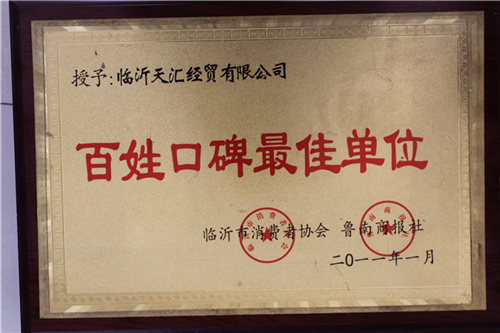 授予:临沂天汇经贸有限公司
百姓口碑最佳单位
临沂市消费者协会 鲁南商报社
二〇一一年一月